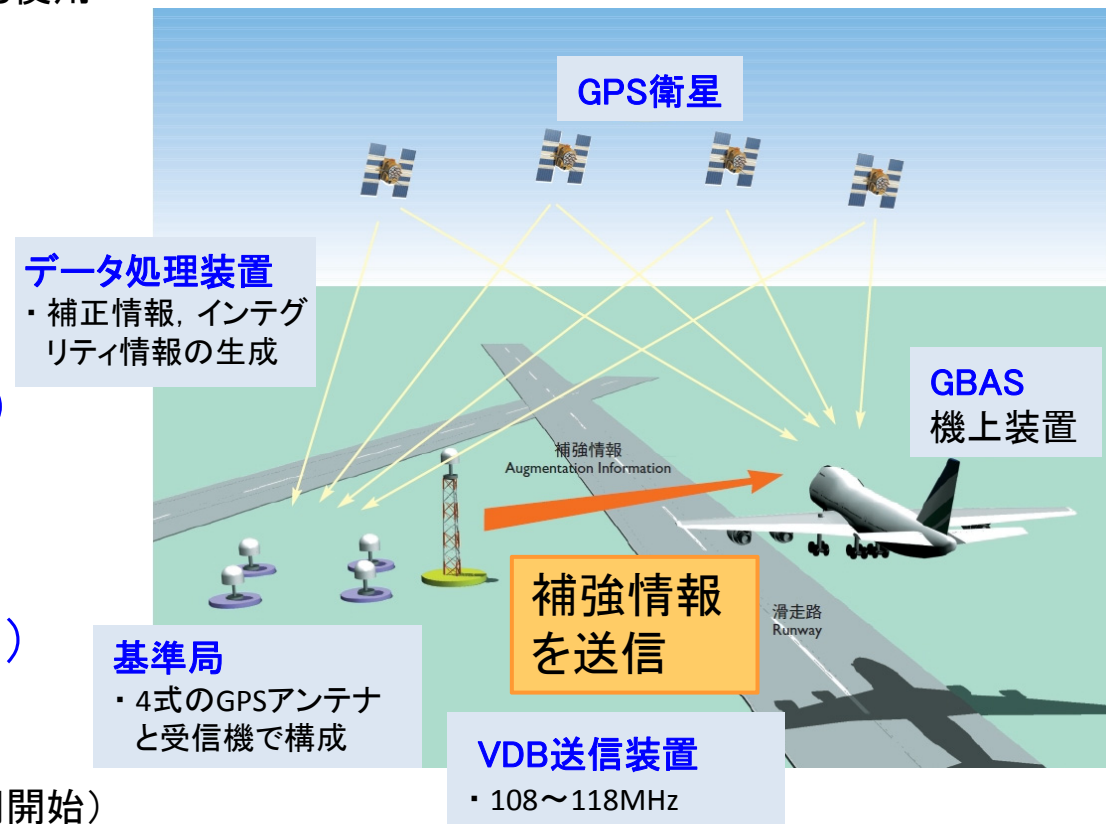 GPS衛星
データ処理装置
・補正情報，インテグ
リティ情報の生成
GBAS
機上装置
）
補強情報
Augmentation Information
補強情報
を送信
滑走路
Runway
）
基準局
・4式のGPSアンテナ
と受信機で構成
VDB送信装置
・108～118MHz
開始）